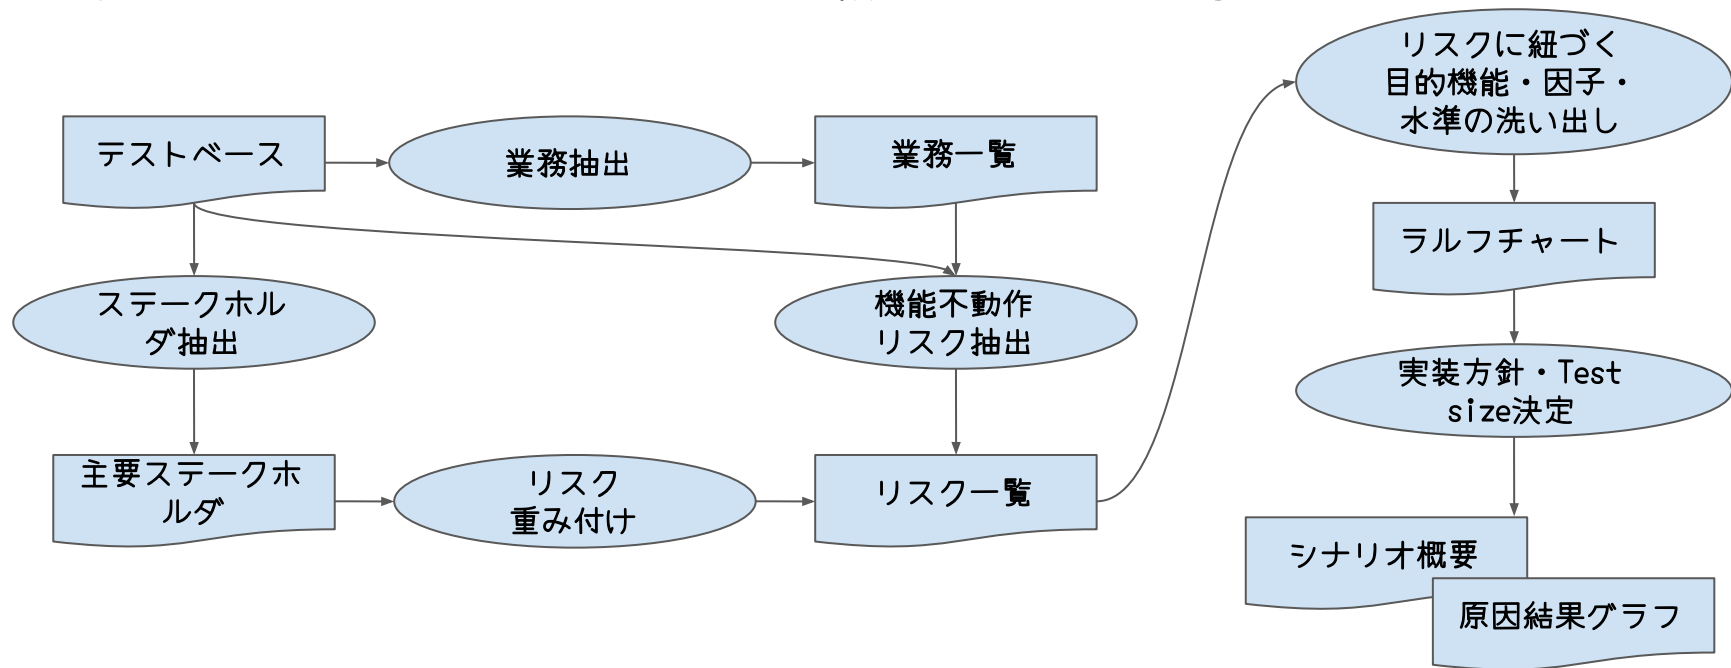 テストベース
業務抽出
業務一覧
ステークホル
ダ抽出
機能不動作
リスク抽出
主要ステークホ
ルダ
リスク
重み付け
リスク一覧
リスクに紐づく
目的機能・因子・
水準の洗い出し
ラルフチャート
実装方針・Test
size決定
シナリオ概要
原因結果グラフ